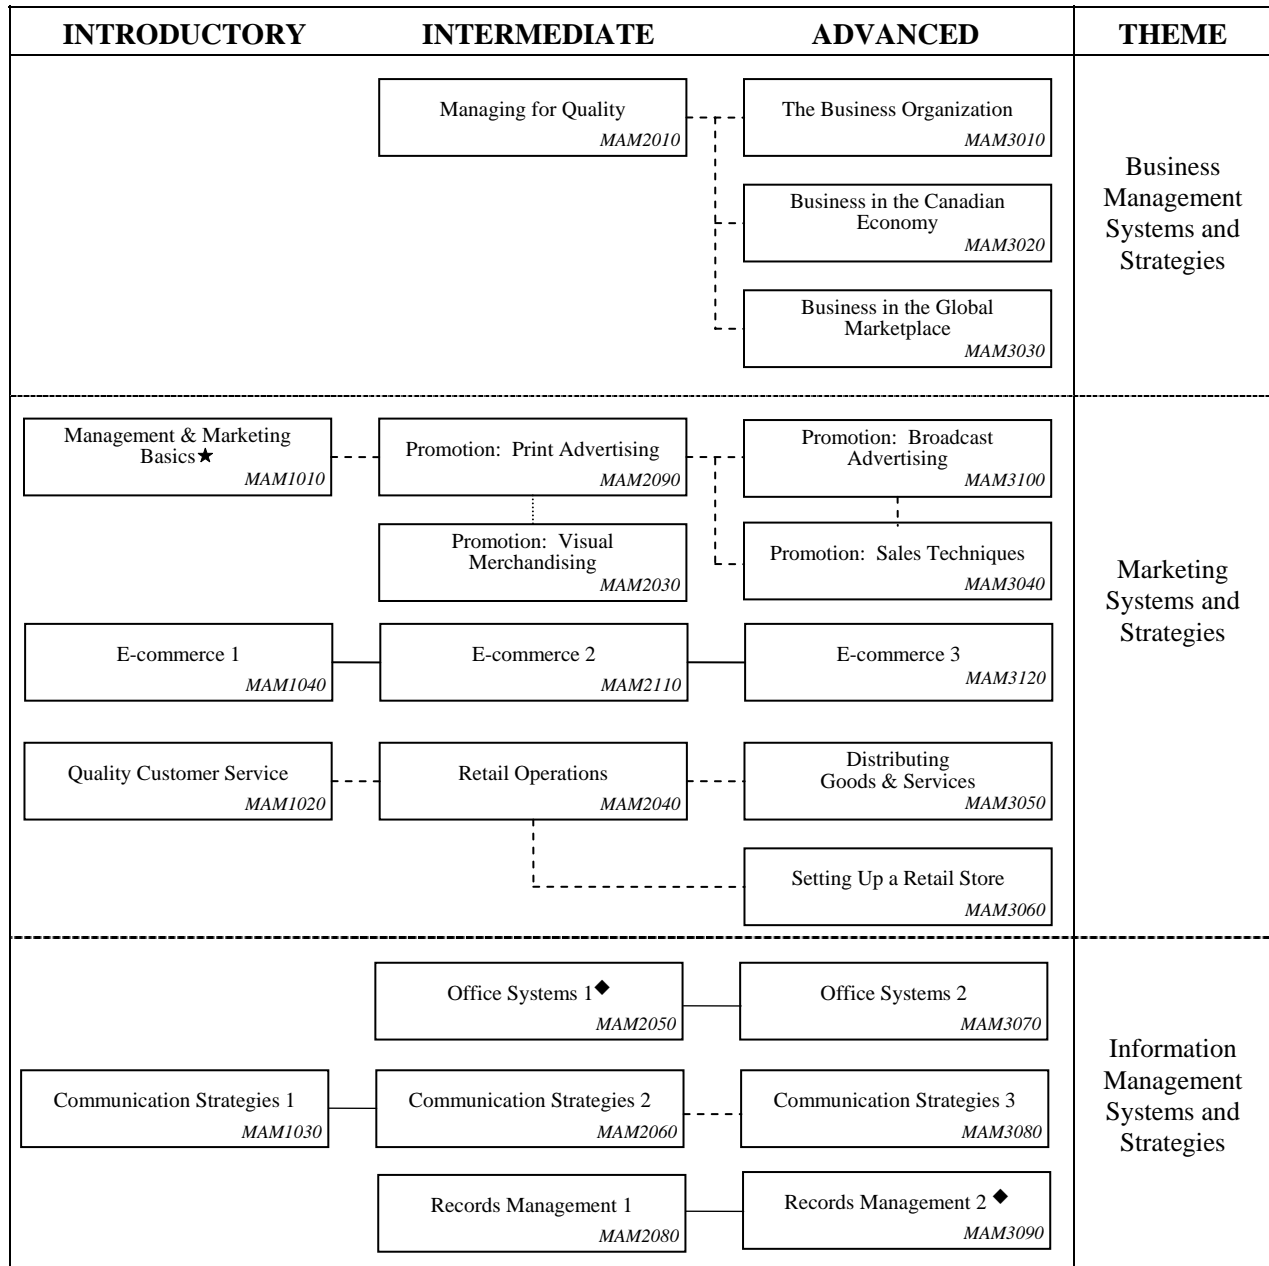 INTRODUCTORY INTERMEDIATE ADVANCED THEME
Managing for Quality
MAM2010
The Business Organization
MAM3010
Business in the Canadian
Economy
MAM3020
Business in the Global
Marketplace
MAM3030
Business
Management
Systems and
Strategies
Management & Marketing
Basics★
MAM1010
Promotion: Print Advertising
MAM2090
Promotion: Broadcast
Advertising
MAM3100
Promotion: Visual
Merchandising
MAM2030
Promotion: Sales Techniques
MAM3040
E-commerce 1
MAM1040
E-commerce 2
MAM2110
E-commerce 3
MAM3120
Quality Customer Service
MAM1020
Retail Operations
MAM2040
Distributing
Goods & Services
MAM3050
Setting Up a Retail Store
MAM3060
Marketing
Systems and
Strategies
Office Systems 1◆
MAM2050
Office Systems 2
MAM3070
Communication Strategies 1
MAM1030
Communication Strategies 2
MAM2060
Communication Strategies 3
MAM3080
Records Management 1
MAM2080
Records Management 2 ◆
MAM3090
Information
Management
Systems and
Strategies